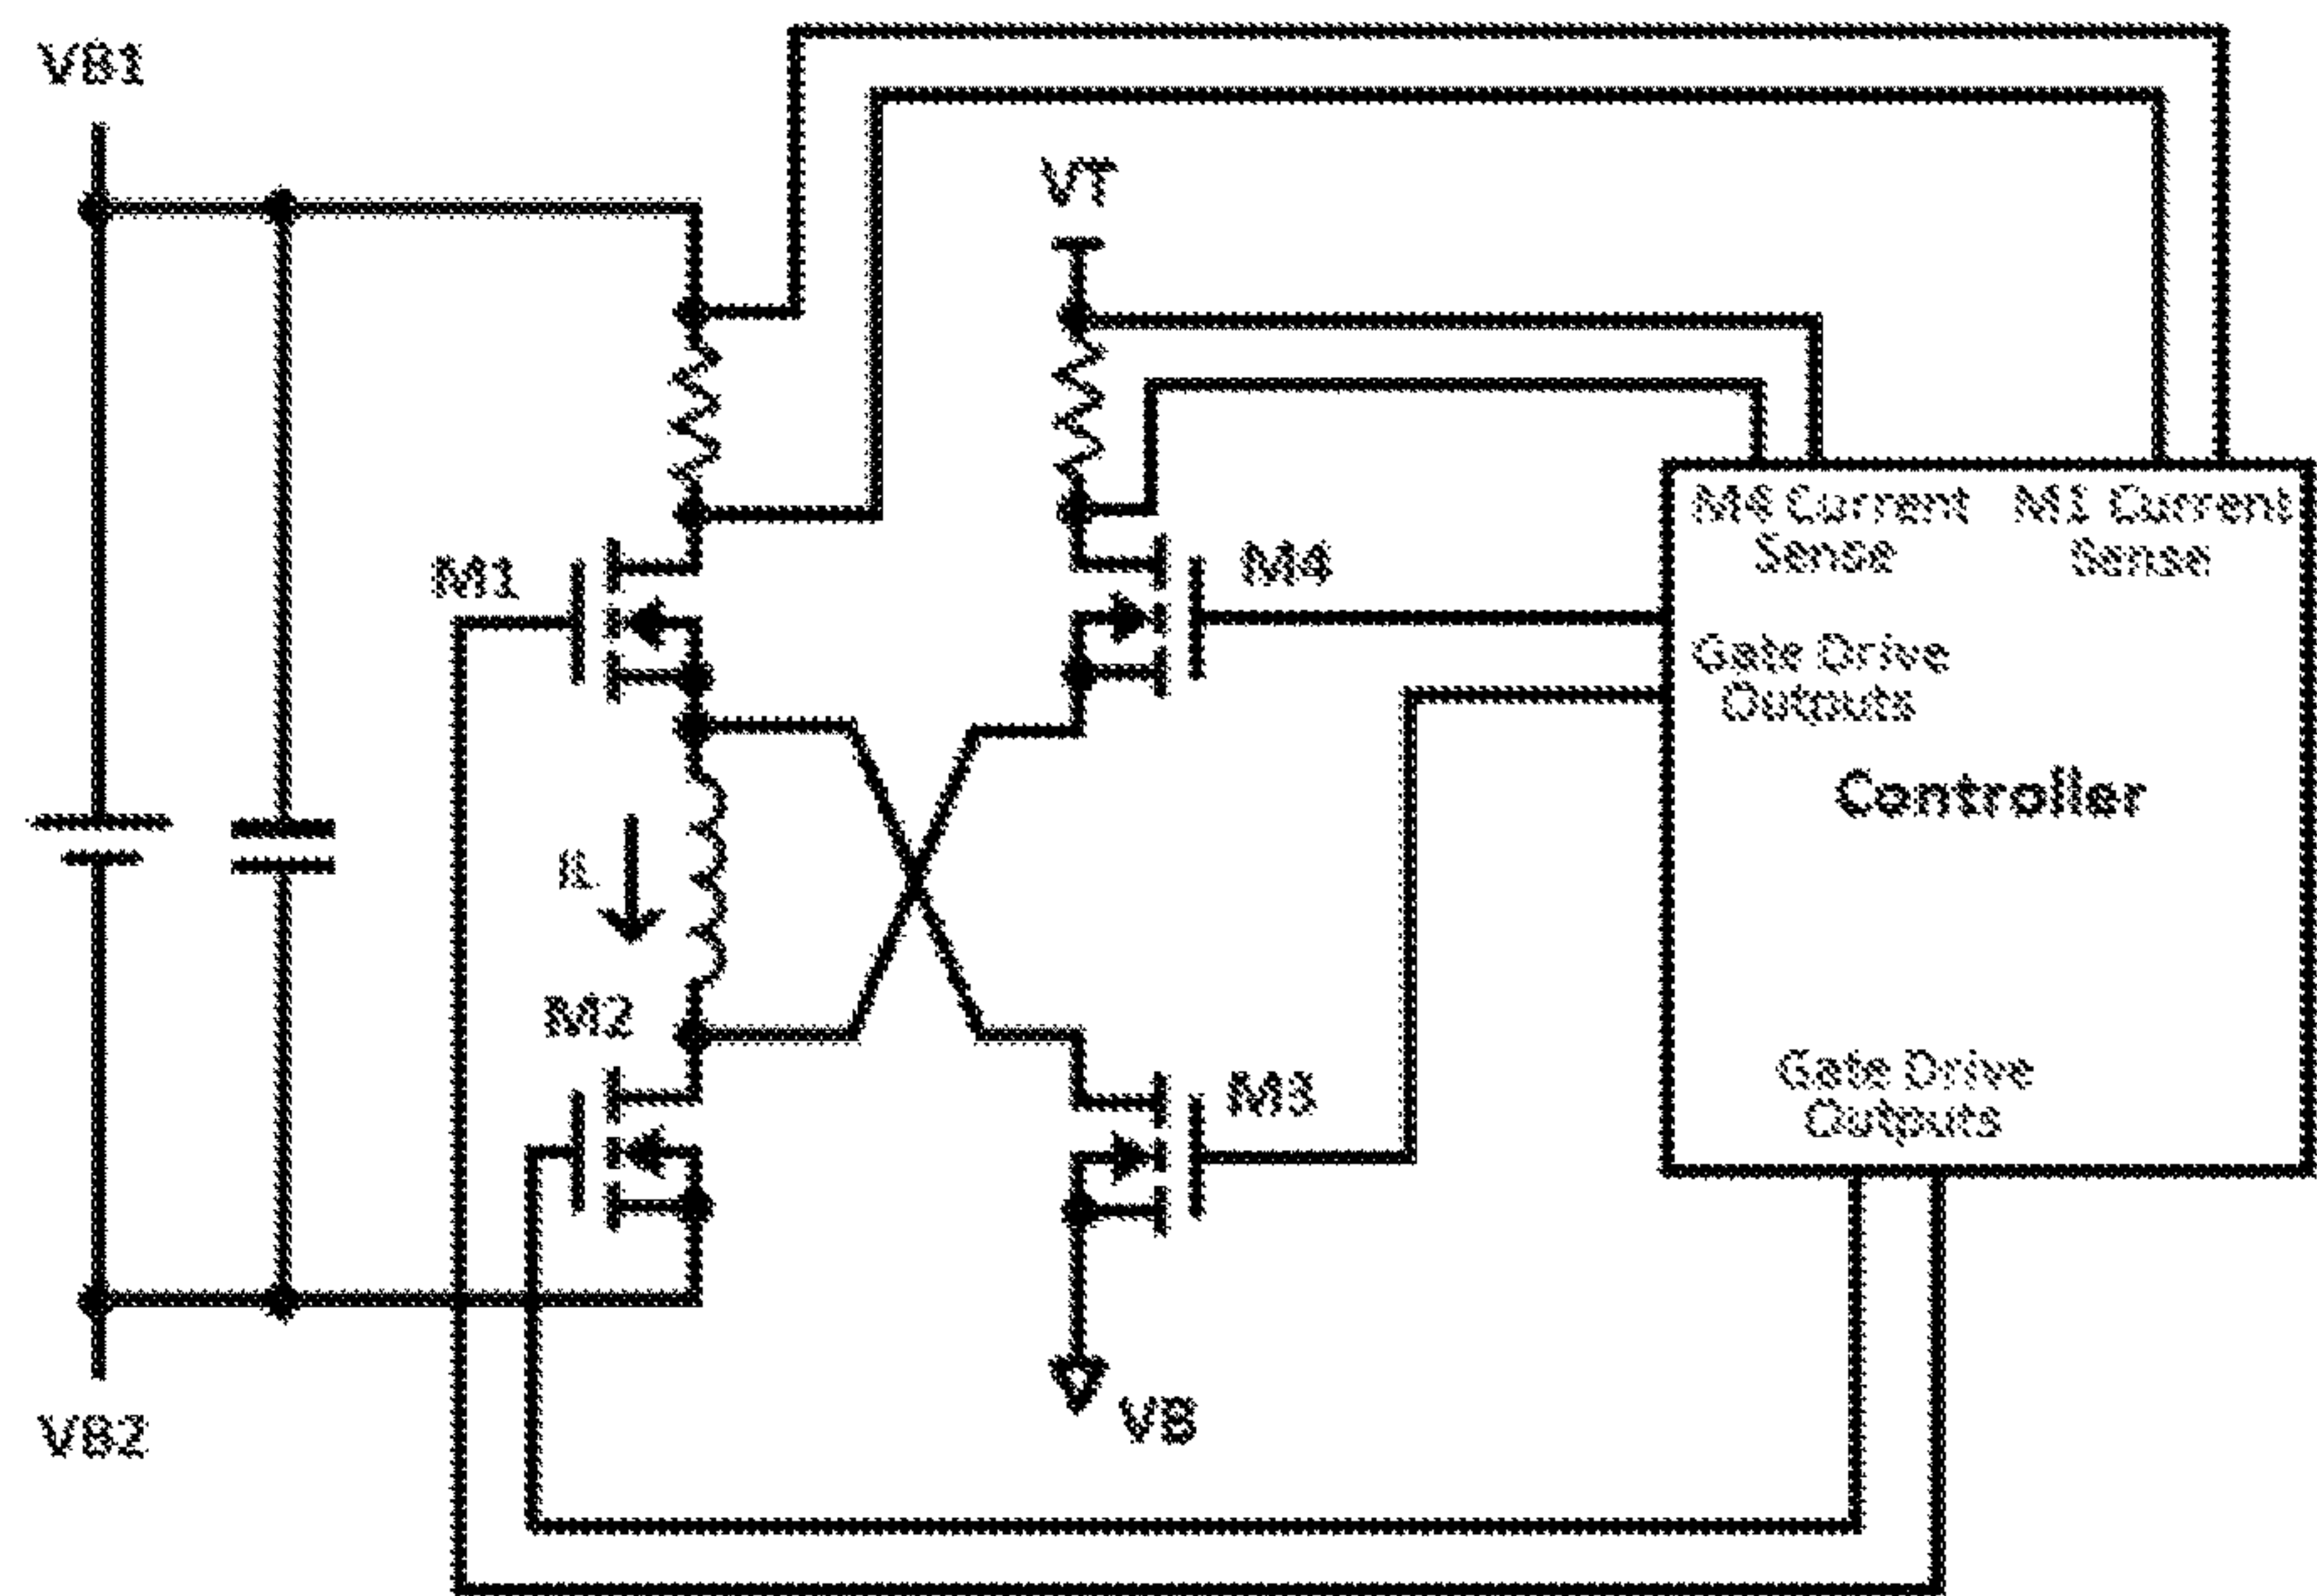 VB1
VT
M1
M4
M4 Current
Sense
M1 Current
Sense
Gate Drive
Outputs
Controller
IL
M2
M3
Gate Drive
Outputs
VB2
VB